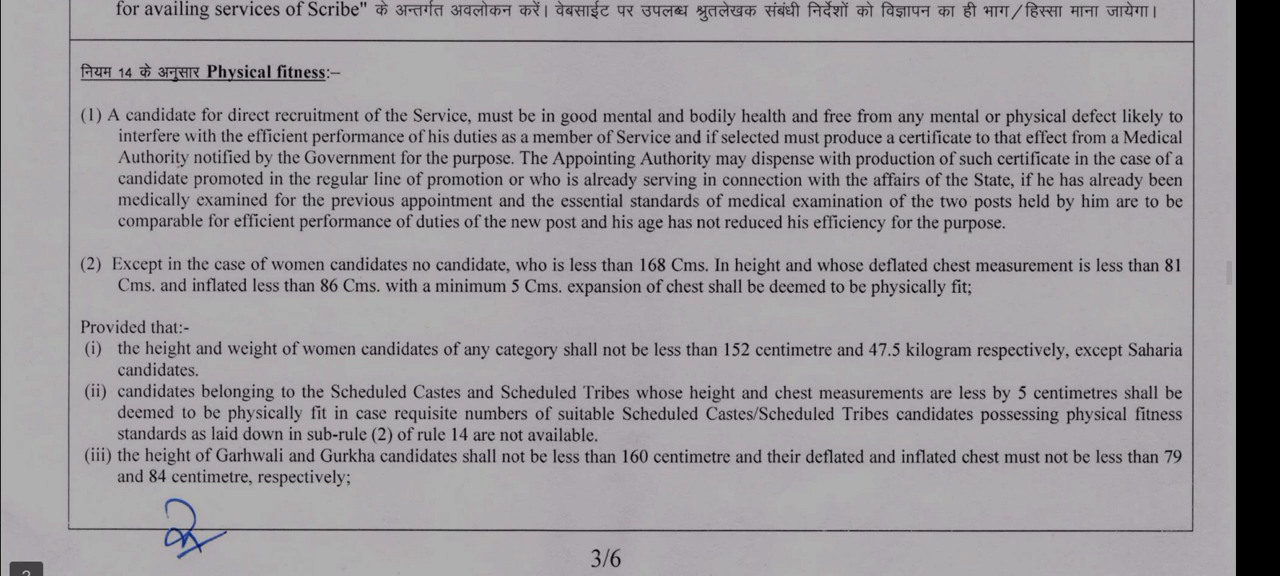 for availing services of Scribe" के अन्तर्गत अवलोकन करें। वेबसाईट पर उपलब्ध श्रुतलेखक संबंधी निर्देशों को विज्ञापन का ही भाग/हिस्सा माना जायेगा।
नियम 14 के अनुसार Physical fitness:–
(1) A candidate for direct recruitment of the Service, must be in good mental and bodily health and free from any mental or physical defect likely to
interfere with the efficient performance of his duties as a member of Service and if selected must produce a certificate to that effect from a Medical
Authority notified by the Government for the purpose. The Appointing Authority may dispense with production of such certificate in the case of a
candidate promoted in the regular line of promotion or who is already serving in connection with the affairs of the State, if he has already been
medically examined for the previous appointment and the essential standards of medical examination of the two posts held by him are to be
comparable for efficient performance of duties of the new post and his age has not reduced his efficiency for the purpose.
(2) Except in the case of women candidates no candidate, who is less than 168 Cms. In height and whose deflated chest measurement is less than 81
Cms. and inflated less than 86 Cms. with a minimum 5 Cms. expansion of chest shall be deemed to be physically fit;
Provided that:-
(i) the height and weight of women candidates of any category shall not be less than 152 centimetre and 47.5 kilogram respectively, except Saharia
candidates.
(ii) candidates belonging to the Scheduled Castes and Scheduled Tribes whose height and chest measurements are less by 5 centimetres shall be
deemed to be physically fit in case requisite numbers of suitable Scheduled Castes/Scheduled Tribes candidates possessing physical fitness
standards as laid down in sub-rule (2) of rule 14 are not available.
(iii) the height of Garhwali and Gurkha candidates shall not be less than 160 centimetre and their deflated and inflated chest must not be less than 79
and 84 centimetre, respectively;
3/6